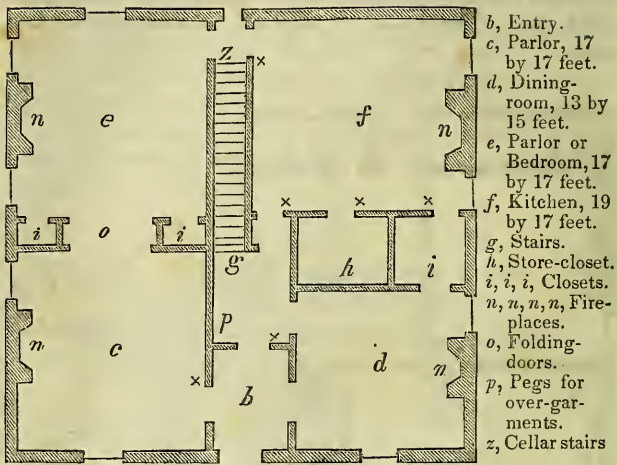 b, Entry.
c, Parlor, 17
by 17 feet.
d, Dining-
room, 13 by
15 feet.
e, Parlor or
Bedroom, 17
by 17 feet.
f, Kitchen, 19
by 17 feet.
g, Stairs.
h, Store-closet.
i, i, i, Closets.
n, n, n, n, Fire-
places.
o, Folding-
doors.
p, Pegs for
over-gar-
ments.
z, Cellar stairs
z
x
n
e
f
n
x
x
x
i
o
i
g
h
i
p
x
n
c
d
n
x
b